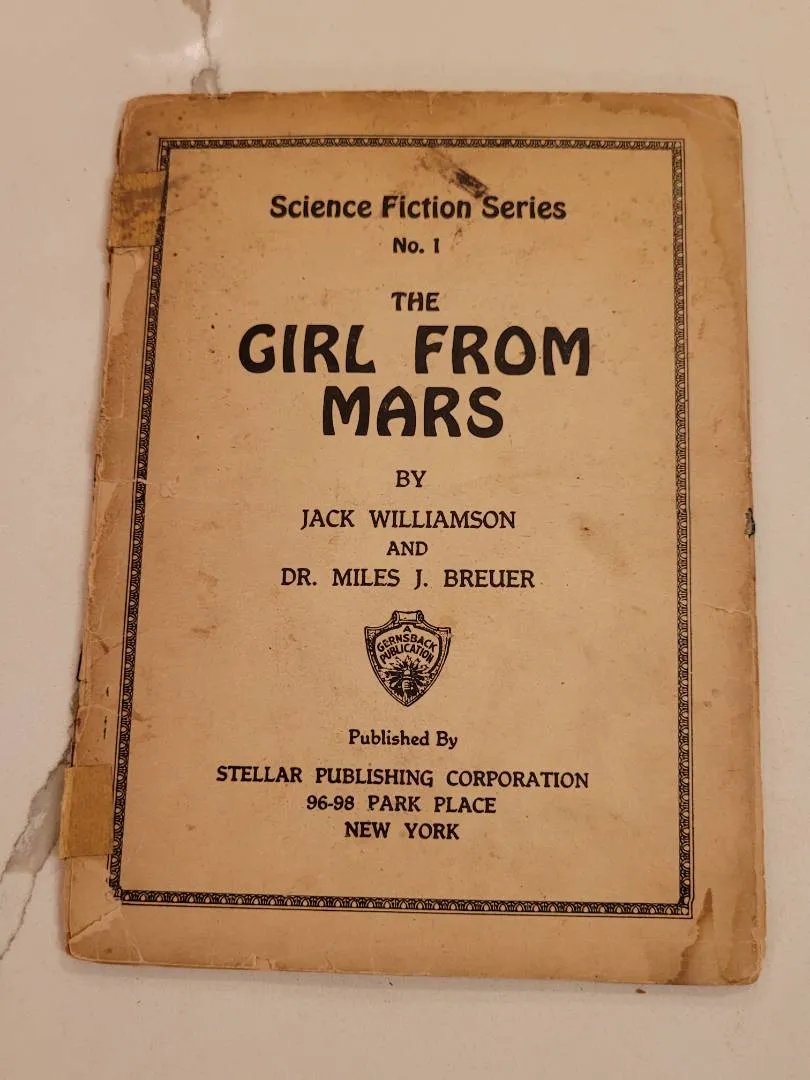 Science Fiction Series
No. 1
THE
GIRL FROM
MARS
BY
JACK WILLIAMSON
AND
DR. MILES J. BREUER
A
GERNSBACK
PUBLICATION
Published By
STELLAR PUBLISHING CORPORATION
96-98 PARK PLACE
NEW YORK